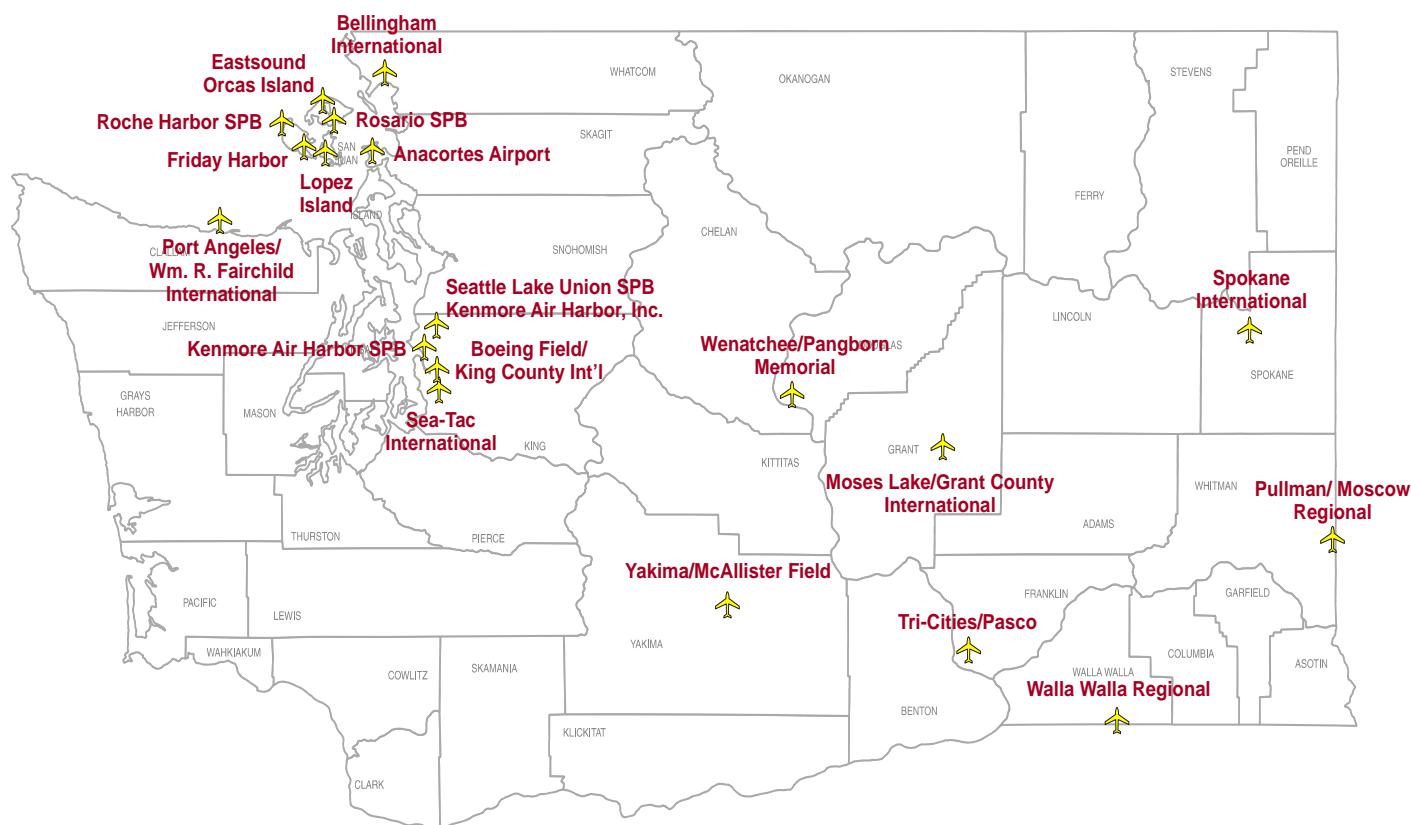 Bellingham
International
Eastsound
Orcas Island
WHATCOM
OKANOGAN
STEVENS
Roche Harbor SPB
Rosario SPB
SKAGIT
SAN
JUAN
Friday Harbor
Anacortes Airport
PEND
OREILLE
Lopez
Island
ISLAND
FERRY
CHELAN
Port Angeles/
Wm. R. Fairchild
International
CLALLAM
SNOHOMISH
Spokane
International
Seattle Lake Union SPB
Kenmore Air Harbor, Inc.
LINCOLN
JEFFERSON
Kenmore Air Harbor SPB
Boeing Field/
King County Int'l
Wenatchee/Pangborn
Memorial
DOUGLAS
SPOKANE
GRAYS
HARBOR
MASON
Sea-Tac
International
KING
KITTITAS
GRANT
Moses Lake/Grant County
International
WHITMAN
Pullman/ Moscow
Regional
THURSTON
PIERCE
ADAMS
Yakima/McAllister Field
PACIFIC
LEWIS
FRANKLIN
GARFIELD
Tri-Cities/Pasco
WAHKIAKUM
YAKIMA
COLUMBIA
ASOTIN
COWLITZ
SKAMANIA
WALLA WALLA
Walla Walla Regional
BENTON
KLICKITAT
CLARK